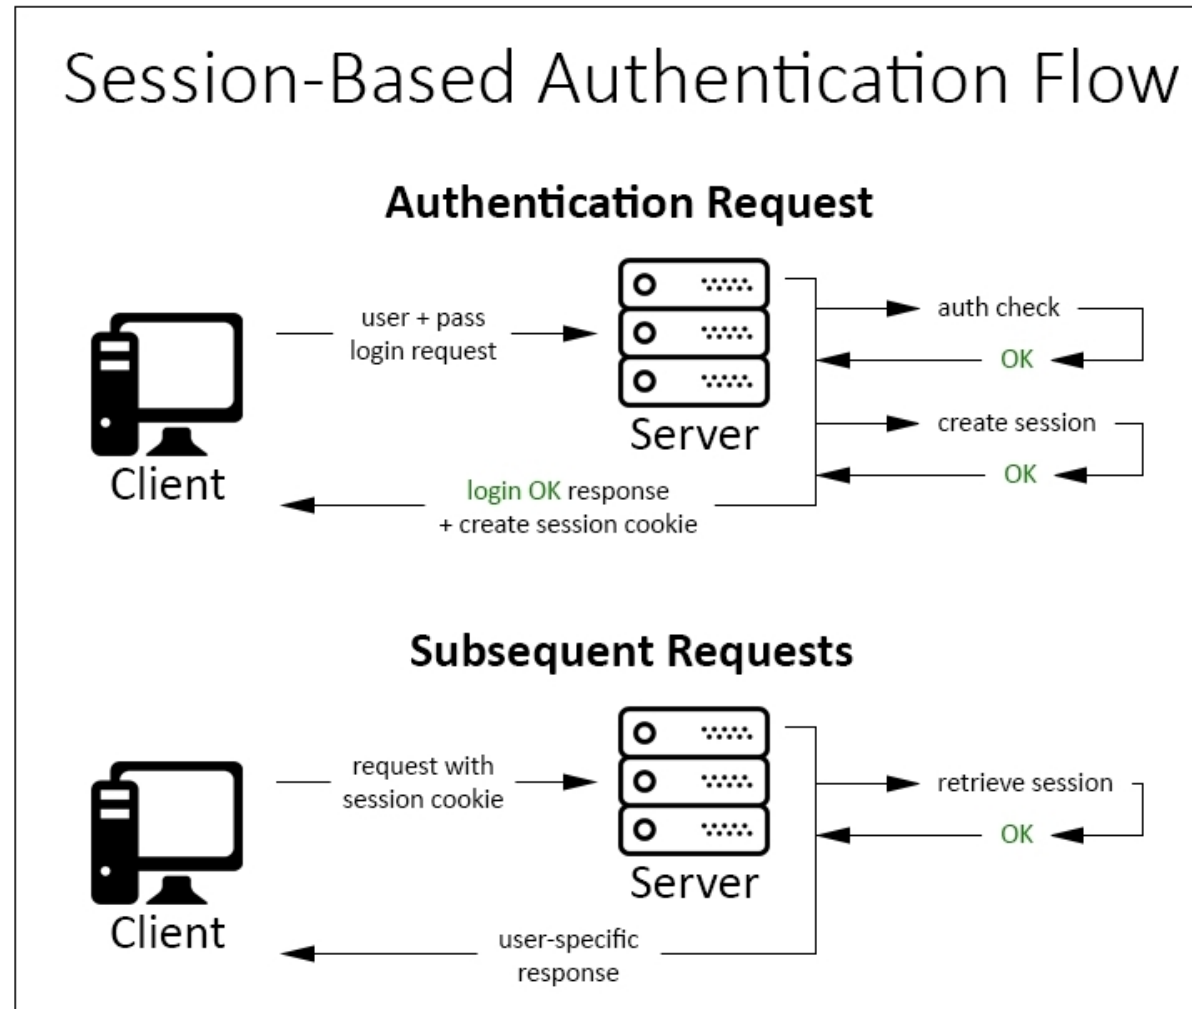 Session-Based Authentication Flow
Authentication Request
user + pass
login request
auth check
OK
create session
OK
Server
Client
login OK response
+ create session cookie
Subsequent Requests
request with
session cookie
retrieve session
OK
Server
Client
user-specific
response